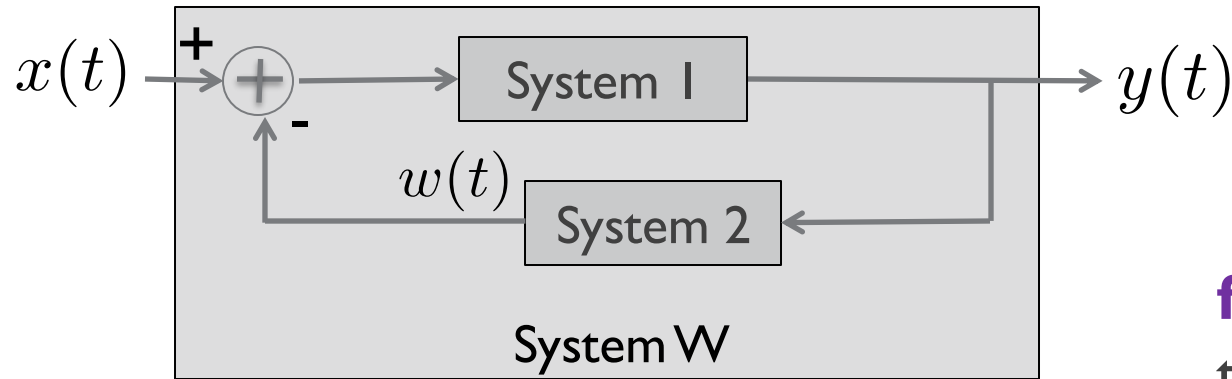 +
x(t)
+
System 1
y(t)
-
w(t)
System 2
f
System W
t